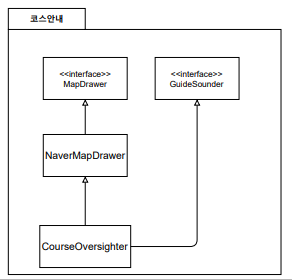 코스안내
<<interface>>
MapDrawer
<<interface>>
GuideSounder
NaverMapDrawer
CourseOversighter